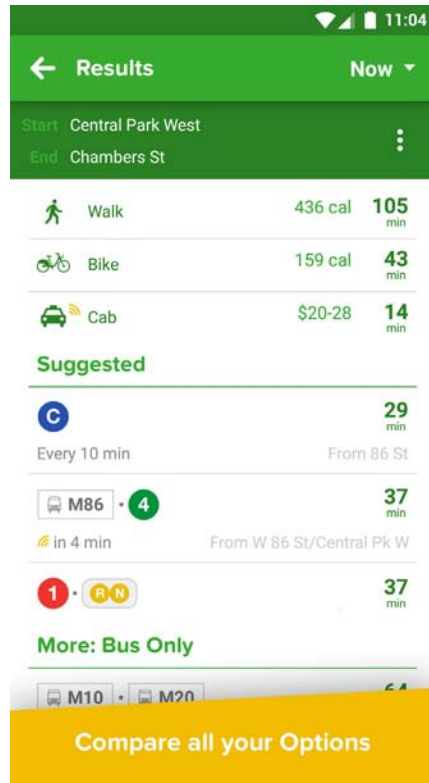 11:04
Results Now
Start Central Park West
End Chambers St
Walk 436 cal 105 min
Bike 159 cal 43 min
Cab $20-28 14 min
Suggested
C 29 min
Every 10 min From 86 St
M86 · 4 37 min
in 4 min From W 86 St/Central Pk W
1 · R N 37 min
More: Bus Only
M10 · M20 64
Compare all your Options